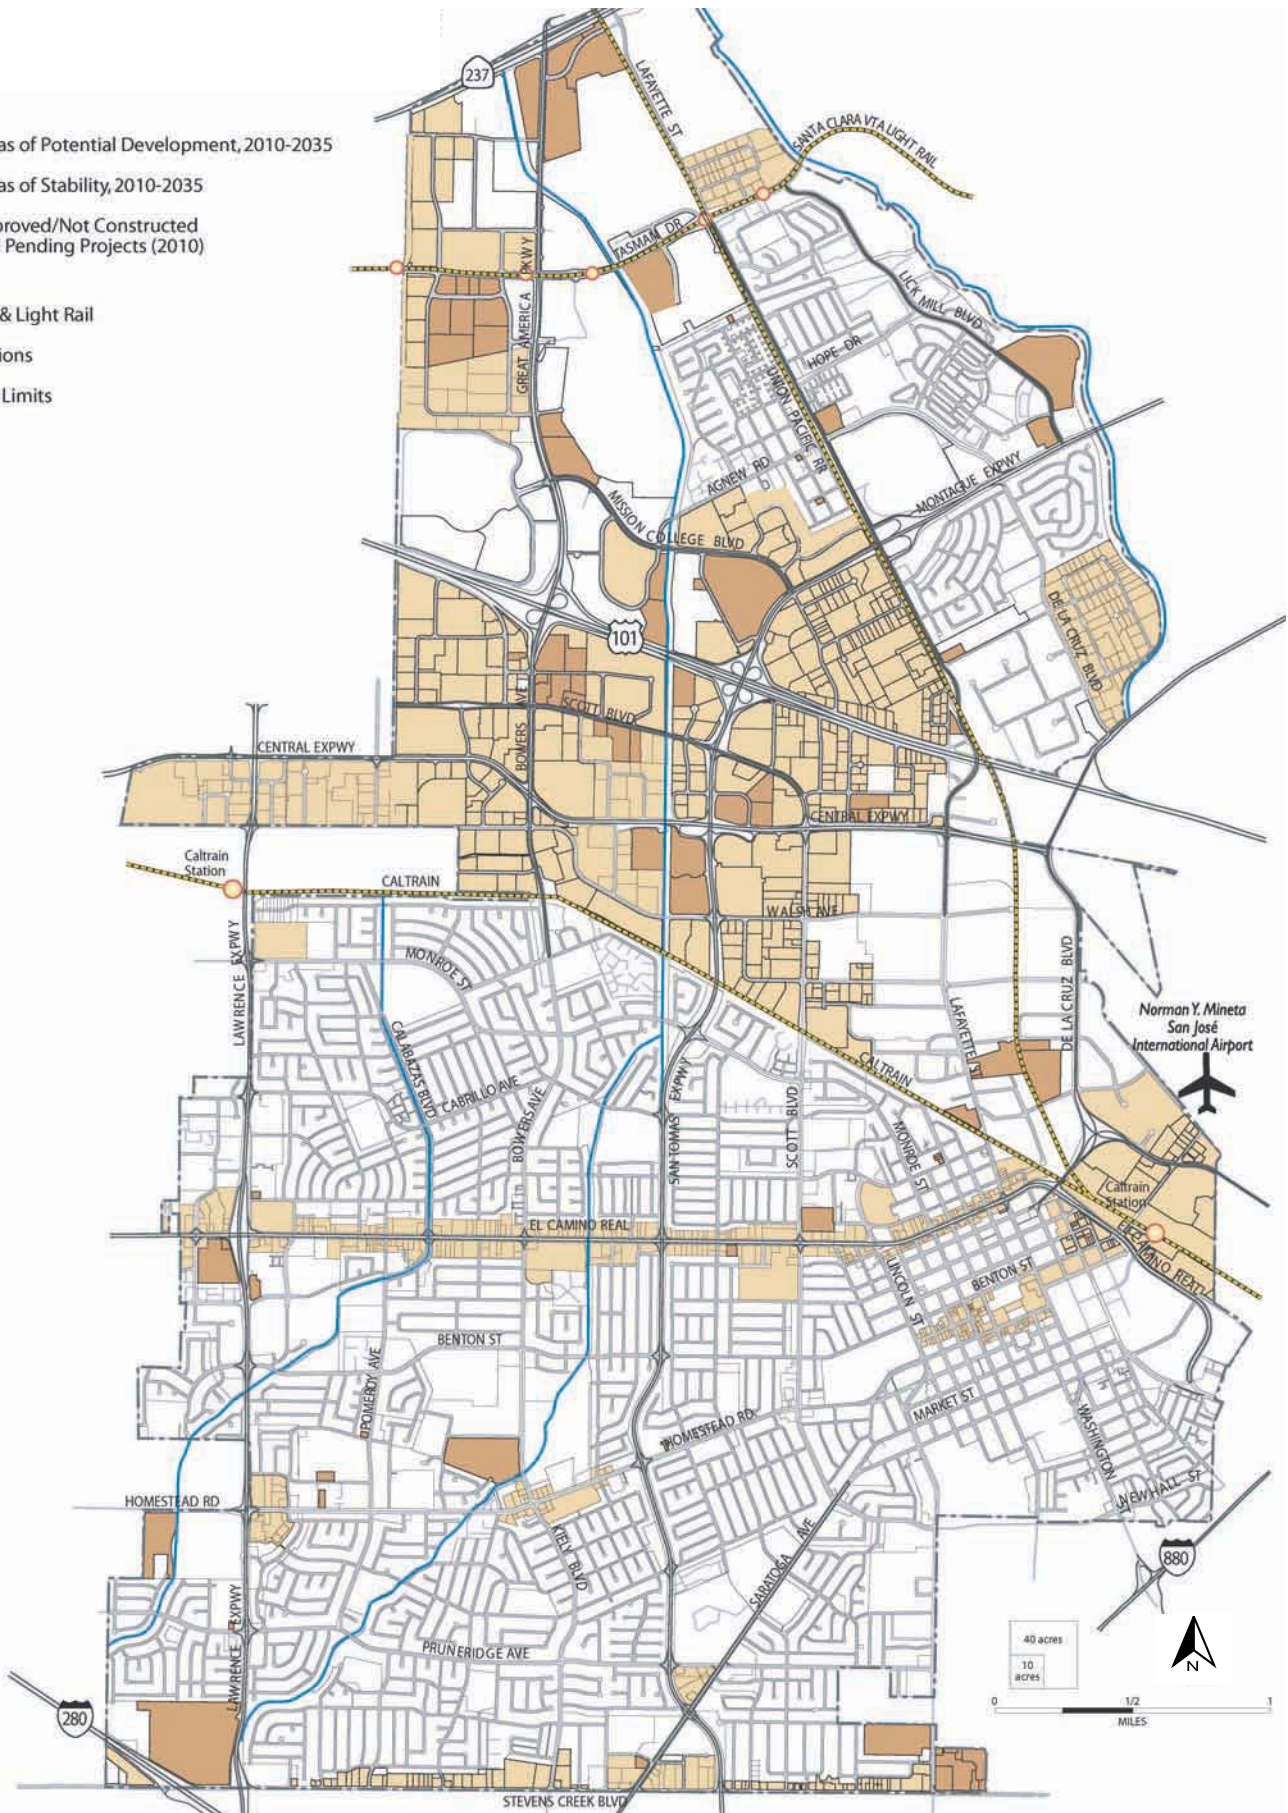 as of Potential Development, 2010-2035
as of Stability, 2010-2035
proved/Not Constructed
Pending Projects (2010)
& Light Rail
ions
Limits
237
LAFAYETTE ST
SANTA CLARA VTA LIGHT RAIL
TASMAN DR
GREAT AMERICA PKWY
LICK MILL BLVD
HOPE DR
UNION PACIFIC RR
AGNEW RD
MONTAGUE EXPWY
MISSION COLLEGE BLVD
101
DE LA CRUZ BLVD
SCOTT BLVD
BOWERS AVE
CENTRAL EXPWY
CENTRAL EXPWY
Caltrain
Station
CALTRAIN
WALSH AVE
LAWRENCE EXPWY
MONROE ST
DE LA CRUZ BLVD
LAFAYETTE ST
Norman Y. Mineta
San José
International Airport
CALABAZAS BLVD
CABRILLO AVE
BOWERS AVE
SAN TOMAS EXPWY
SCOTT BLVD
CALTRAIN
MONROE ST
Caltrain
Station
EL CAMINO REAL
EL CAMINO REAL
LINCOLN ST
BENTON ST
BENTON ST
POMEROY AVE
MARKET ST
HOMESTEAD RD
WASHINGTON
NEWHALL ST
HOMESTEAD RD
KIELY BLVD
SARATOGA AVE
880
LAWRENCE EXPWY
PRUNERIDGE AVE
40 acres
10
acres
N
0 1/2 1
MILES
280
STEVENS CREEK BLVD